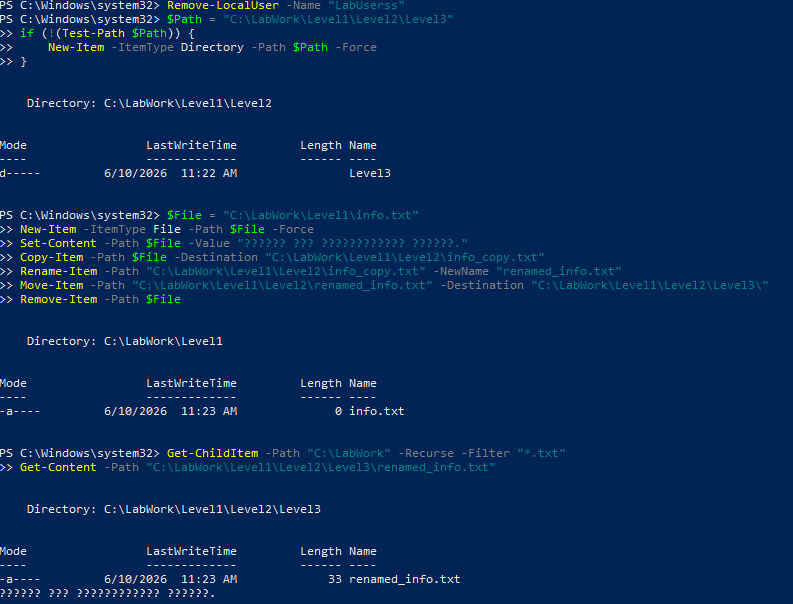 PS C:\Windows\system32> Remove-LocalUser -Name "LabUserss"
PS C:\Windows\system32> $Path = "C:\LabWork\Level1\Level2\Level3"
>> if (!(Test-Path $Path)) {
>>     New-Item -ItemType Directory -Path $Path -Force
>> }
Directory: C:\LabWork\Level1\Level2
Mode                 LastWriteTime         Length Name
----                 -------------         ------ ----
d-----         6/10/2026  11:22 AM                Level3
PS C:\Windows\system32> $File = "C:\LabWork\Level1\info.txt"
>> New-Item -ItemType File -Path $File -Force
>> Set-Content -Path $File -Value "?????? ??? ???????????? ??????."
>> Copy-Item -Path $File -Destination "C:\LabWork\Level1\Level2\info_copy.txt"
>> Rename-Item -Path "C:\LabWork\Level1\Level2\info_copy.txt" -NewName "renamed_info.txt"
>> Move-Item -Path "C:\LabWork\Level1\Level2\renamed_info.txt" -Destination "C:\LabWork\Level1\Level2\Level3\"
>> Remove-Item -Path $File
Directory: C:\LabWork\Level1
Mode                 LastWriteTime         Length Name
----                 -------------         ------ ----
-a----         6/10/2026  11:23 AM              0 info.txt
PS C:\Windows\system32> Get-ChildItem -Path "C:\LabWork" -Recurse -Filter "*.txt"
>> Get-Content -Path "C:\LabWork\Level1\Level2\Level3\renamed_info.txt"
Directory: C:\LabWork\Level1\Level2\Level3
Mode                 LastWriteTime         Length Name
----                 -------------         ------ ----
-a----         6/10/2026  11:23 AM             33 renamed_info.txt
?????? ??? ???????????? ??????.